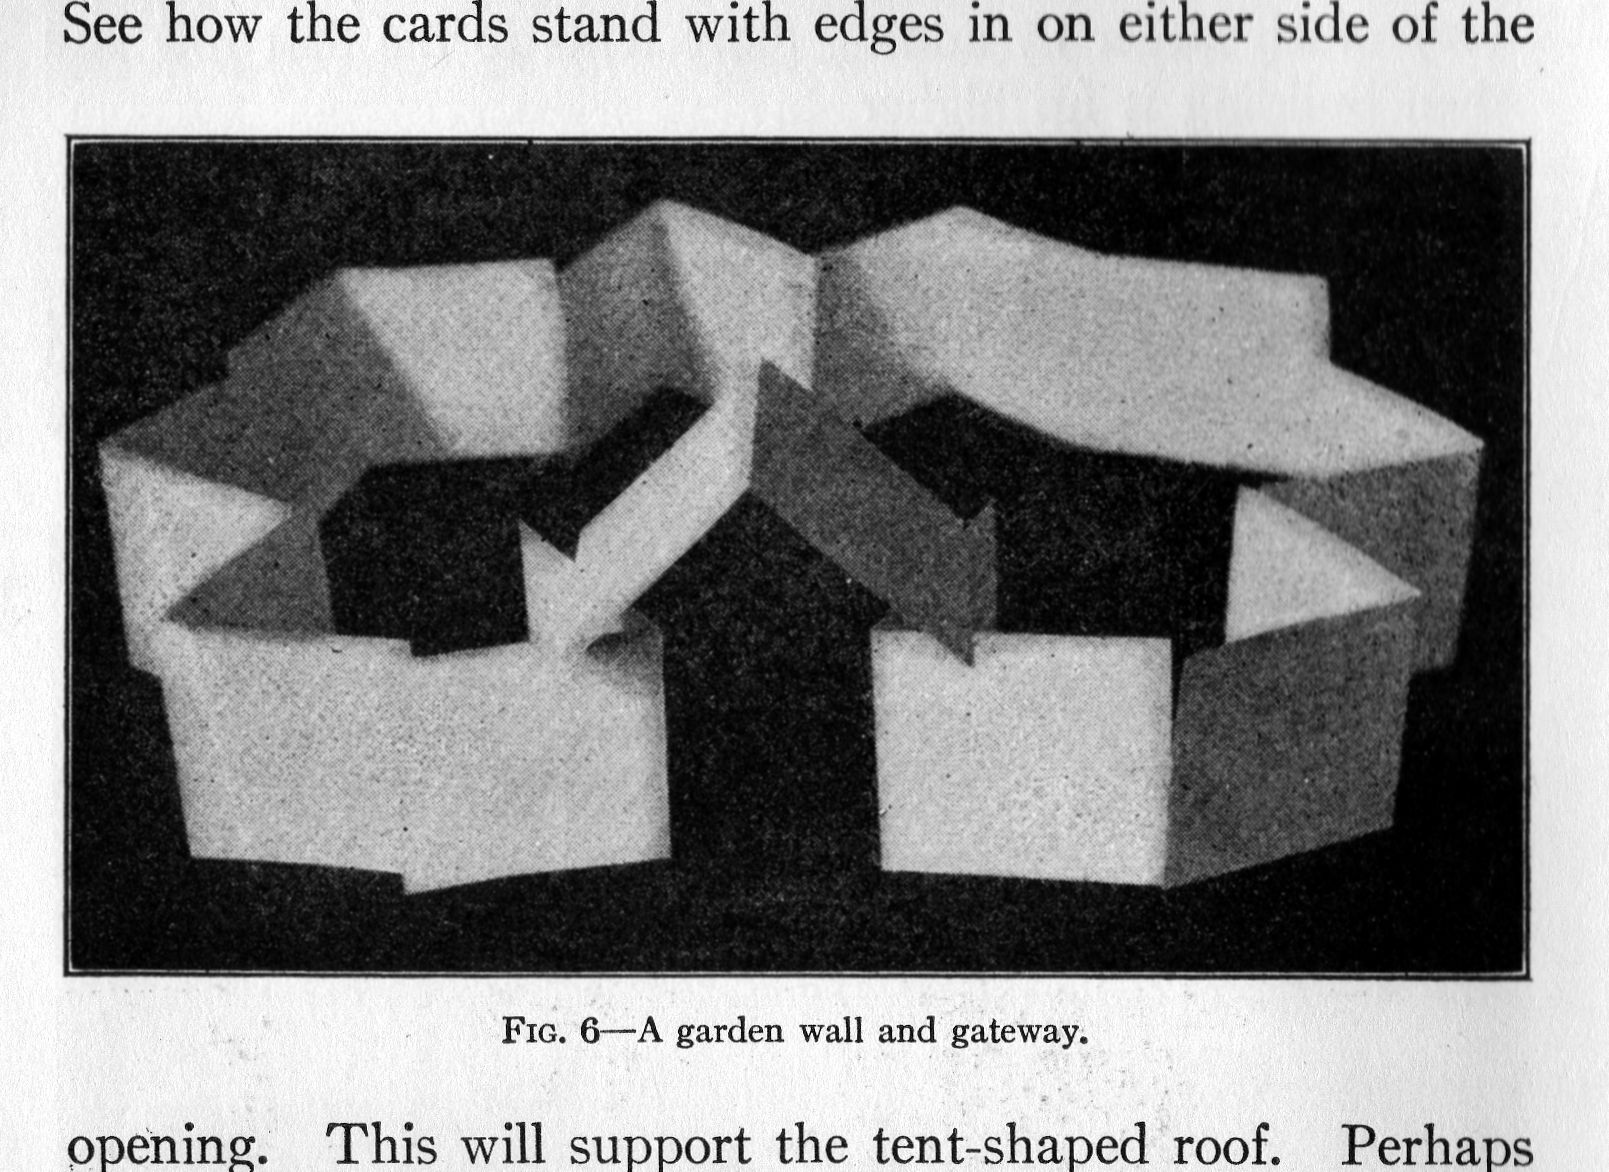 See how the cards stand with edges in on either side of the
Fig. 6—A garden wall and gateway.
opening. This will support the tent-shaped roof. Perhaps